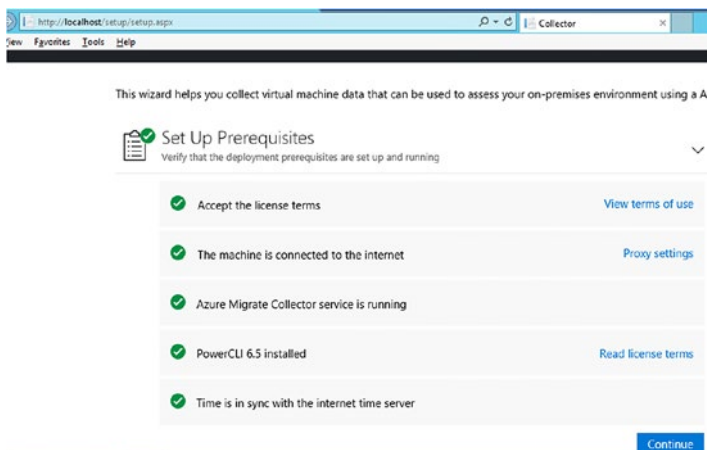 http://localhost/setup/setup.aspx
Collector
View Favorites Tools Help
This wizard helps you collect virtual machine data that can be used to assess your on-premises environment using a A
Set Up Prerequisites
Verify that the deployment prerequisites are set up and running
Accept the license terms View terms of use
The machine is connected to the internet Proxy settings
Azure Migrate Collector service is running
PowerCLI 6.5 installed Read license terms
Time is in sync with the internet time server
Continue